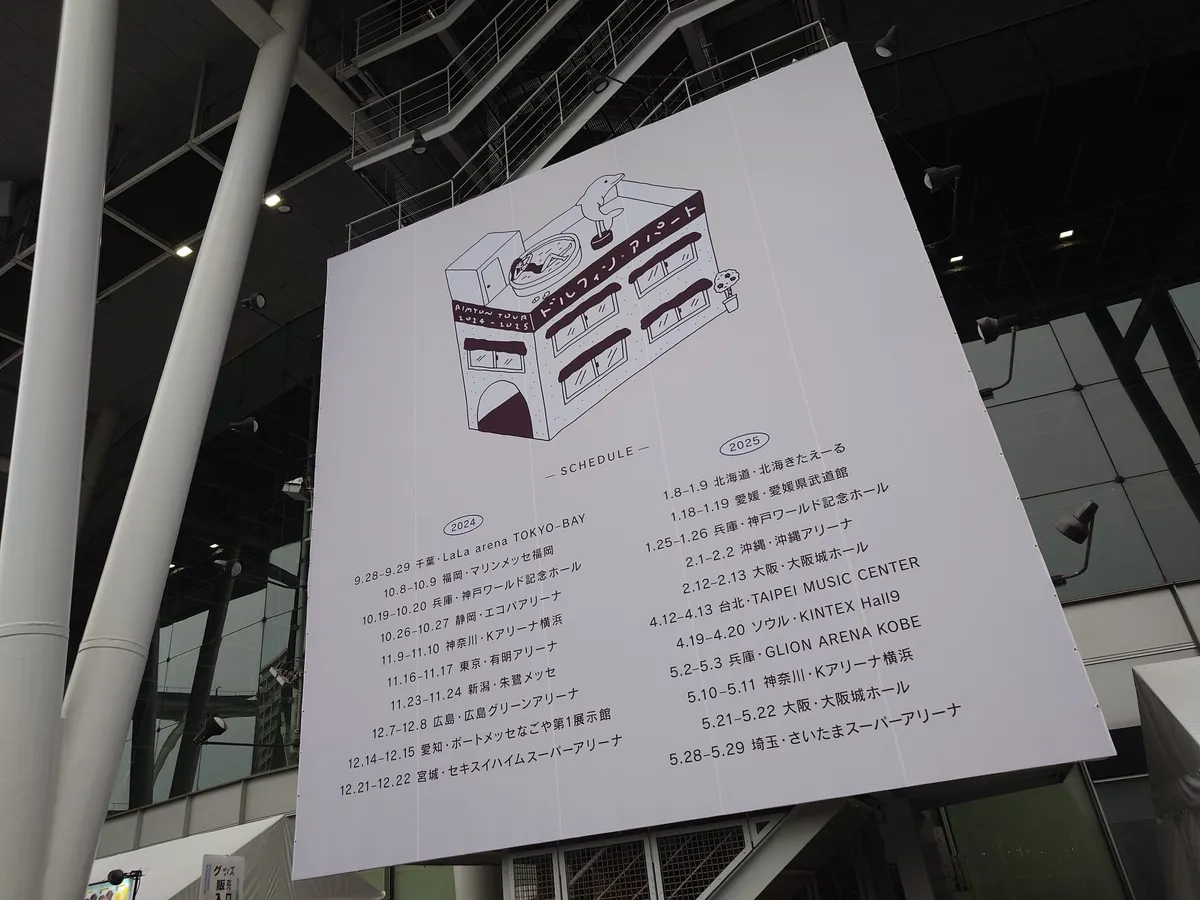 ドルフィン・アパート
AIMYON TOUR
2024-2025
— SCHEDULE —
2024
9.28–9.29 千葉・LaLa arena TOKYO-BAY
10.8–10.9 福岡・マリンメッセ福岡
10.19–10.20 兵庫・神戸ワールド記念ホール
10.26–10.27 静岡・エコパアリーナ
11.9–11.10 神奈川・Kアリーナ横浜
11.16–11.17 東京・有明アリーナ
11.23–11.24 新潟・朱鷺メッセ
12.7–12.8 広島・広島グリーンアリーナ
12.14–12.15 愛知・ポートメッセなごや第1展示館
12.21–12.22 宮城・セキスイハイムスーパーアリーナ
2025
1.8–1.9 北海道・北海きたえーる
1.18–1.19 愛媛・愛媛県武道館
1.25–1.26 兵庫・神戸ワールド記念ホール
2.1–2.2 沖縄・沖縄アリーナ
2.12–2.13 大阪・大阪城ホール
4.12–4.13 台北・TAIPEI MUSIC CENTER
4.19–4.20 ソウル・KINTEX Hall9
5.2–5.3 兵庫・GLION ARENA KOBE
5.10–5.11 神奈川・Kアリーナ横浜
5.21–5.22 大阪・大阪城ホール
5.28–5.29 埼玉・さいたまスーパーアリーナ
グッズ
販売
入口